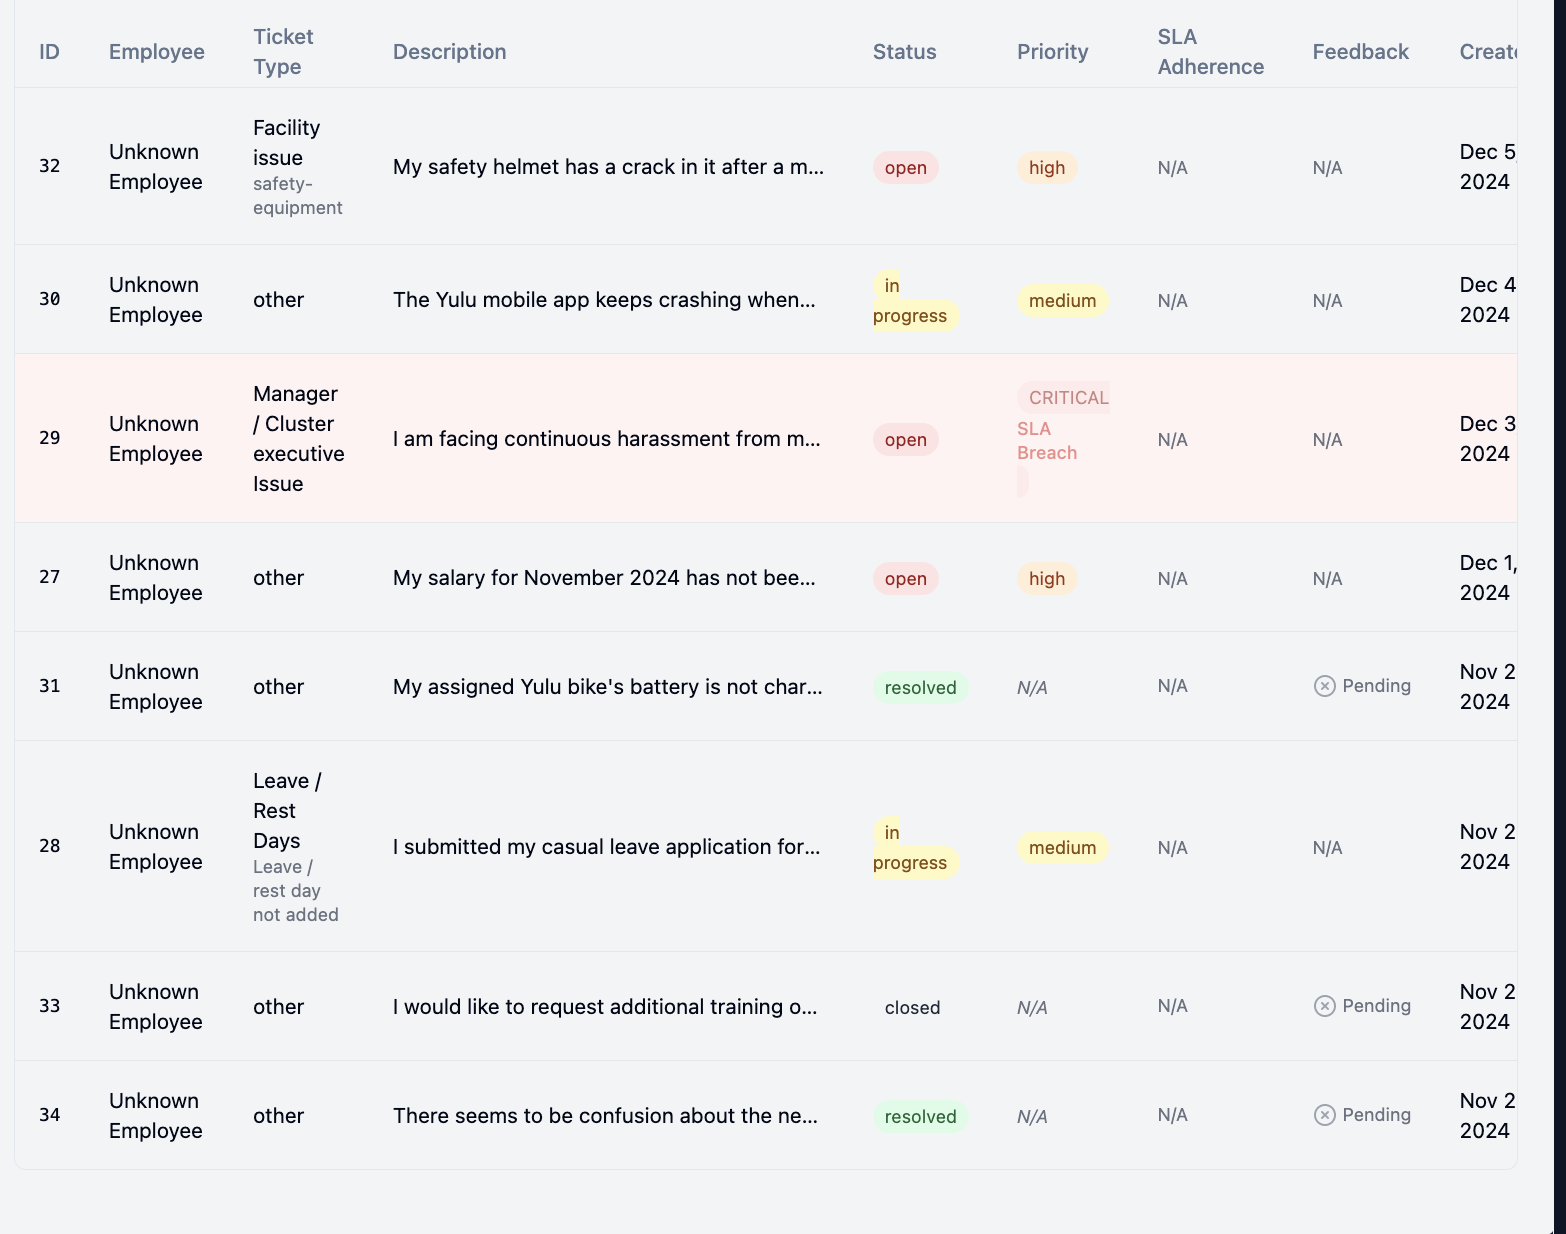 ID Employee Ticket Type Description Status Priority SLA Adherence Feedback Create
32 Unknown Employee Facility issue safety-equipment My safety helmet has a crack in it after a m... open high N/A N/A Dec 5, 2024
30 Unknown Employee other The Yulu mobile app keeps crashing when... in progress medium N/A N/A Dec 4 2024
29 Unknown Employee Manager / Cluster executive Issue I am facing continuous harassment from m... open CRITICAL SLA Breach N/A N/A Dec 3 2024
27 Unknown Employee other My salary for November 2024 has not bee... open high N/A N/A Dec 1, 2024
31 Unknown Employee other My assigned Yulu bike's battery is not char... resolved N/A N/A Pending Nov 2 2024
28 Unknown Employee Leave / Rest Days Leave / rest day not added I submitted my casual leave application for... in progress medium N/A N/A Nov 2 2024
33 Unknown Employee other I would like to request additional training o... closed N/A N/A Pending Nov 2 2024
34 Unknown Employee other There seems to be confusion about the ne... resolved N/A N/A Pending Nov 2 2024